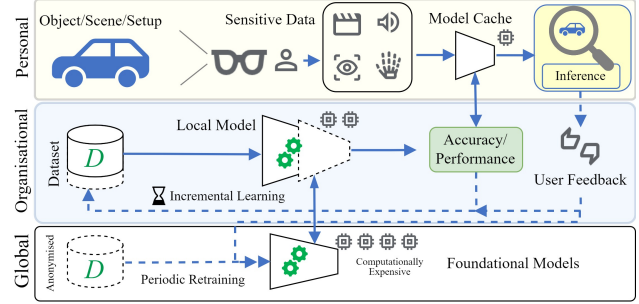 Personal
Object/Scene/Setup
Sensitive Data
Model Cache
Inference
Organisational
Dataset
D
Local Model
Accuracy/
Performance
User Feedback
Incremental Learning
Global
Anonymised
D
Periodic Retraining
Computationally
Expensive
Foundational Models